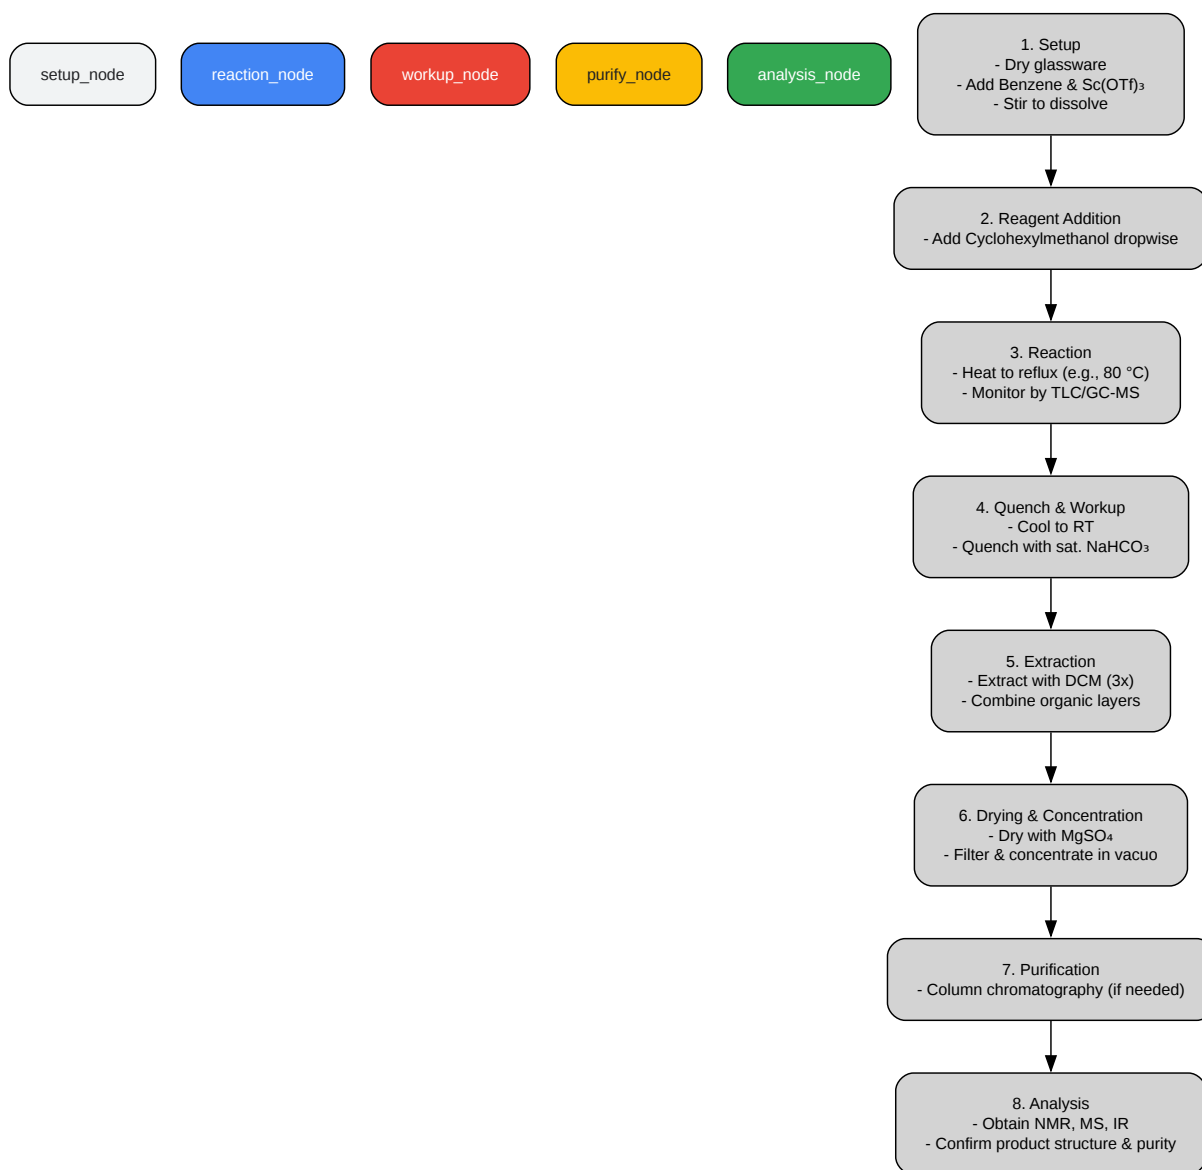 setup_node
reaction_node
workup_node
purify_node
analysis_node
1. Setup
- Dry glassware
- Add Benzene & Sc(OTf)₃
- Stir to dissolve
2. Reagent Addition
- Add Cyclohexylmethanol dropwise
3. Reaction
- Heat to reflux (e.g., 80 °C)
- Monitor by TLC/GC-MS
4. Quench & Workup
- Cool to RT
- Quench with sat. NaHCO₃
5. Extraction
- Extract with DCM (3x)
- Combine organic layers
6. Drying & Concentration
- Dry with MgSO₄
- Filter & concentrate in vacuo
7. Purification
- Column chromatography (if needed)
8. Analysis
- Obtain NMR, MS, IR
- Confirm product structure & purity